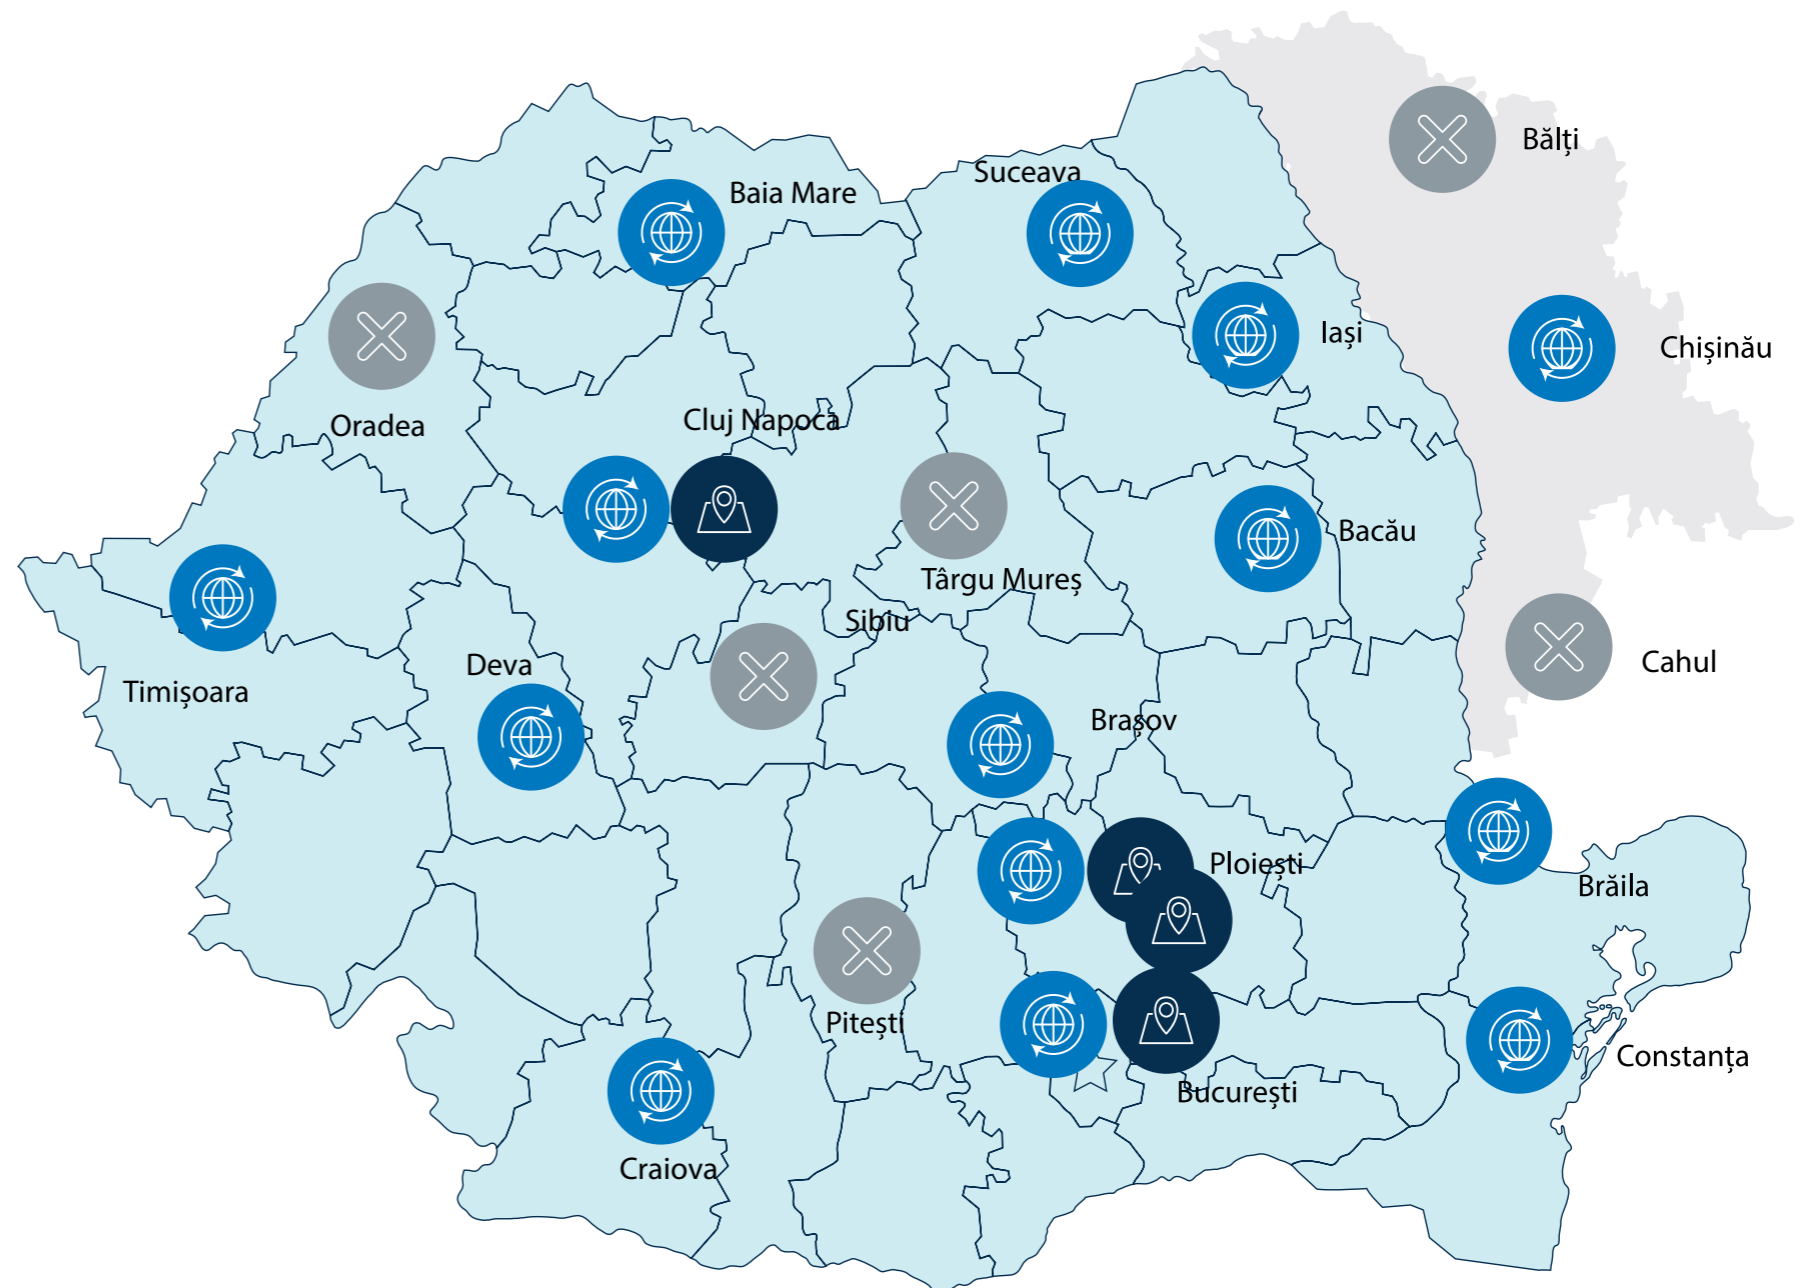 Bălți
Suceava
Baia Mare
Iași
Chișinău
Cluj Napoca
Oradea
Bacău
Târgu Mureș
Sibiu
Cahul
Deva
Timișoara
Brașov
Ploiești
Brăila
Pitești
Constanța
București
Craiova